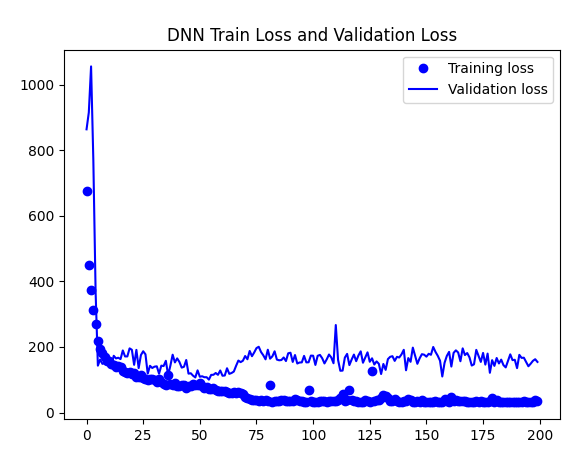 DNN Train Loss and Validation Loss
Training loss
Validation loss
1000
800
600
400
200
0
0 25 50 75 100 125 150 175 200